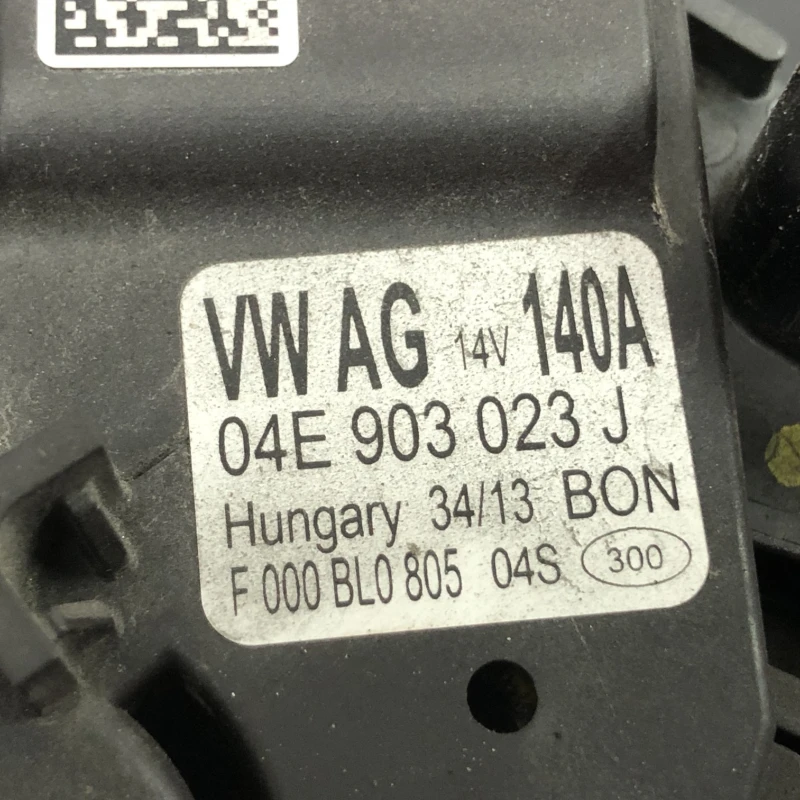 VW AG 14V 140A
04E 903 023 J
Hungary 34/13 BON
F 000 BL0 805 04S 300